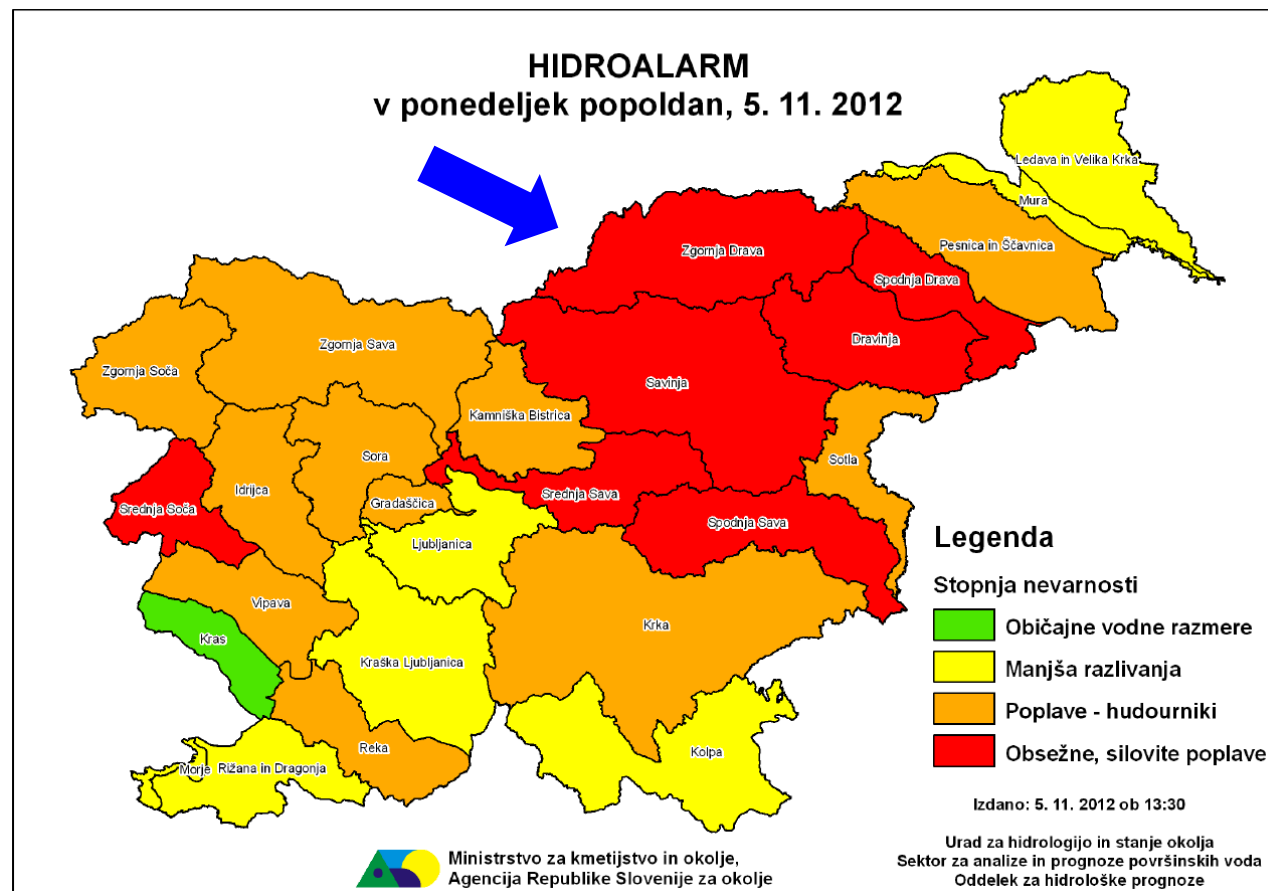 HIDROALARM
v ponedeljek popoldan, 5. 11. 2012
Ledava in Velika Krka
Mura
Pesnica in Ščavnica
Zgornja Drava
Spodnja Drava
Dravinja
Zgornja Sava
Zgornja Soča
Savinja
Kamniška Bistrica
Sora
Sotla
Idrijca
Gradaščica
Srednja Sava
Srednja Soča
Spodnja Sava
Ljubljanica
Vipava
Krka
Kras
Kraška Ljubljanica
Reka
Kolpa
Morje
Rižana in Dragonja
Legenda
Stopnja nevarnosti
Običajne vodne razmere
Manjša razlivanja
Poplave - hudourniki
Obsežne, silovite poplave
Izdano: 5. 11. 2012 ob 13:30
Urad za hidrologijo in stanje okolja
Sektor za analize in prognoze površinskih voda
Oddelek za hidrološke prognoze
Ministrstvo za kmetijstvo in okolje,
Agencija Republike Slovenije za okolje